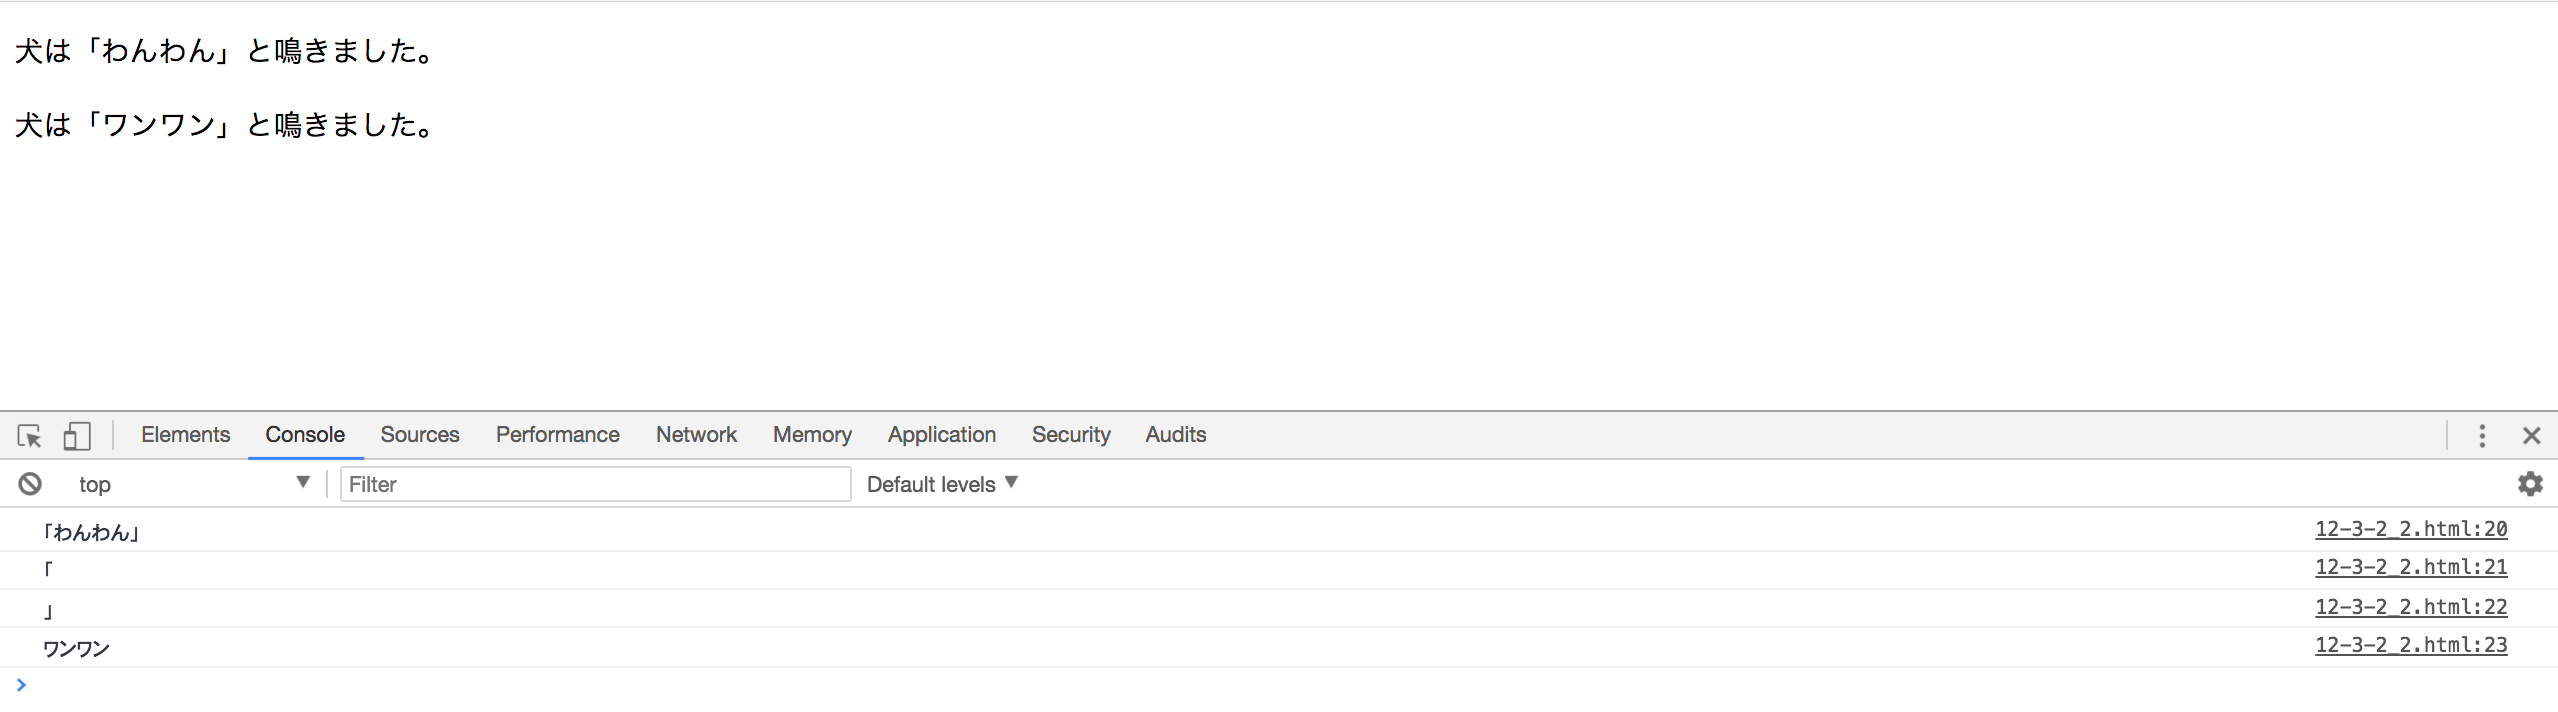 犬は「わんわん」と鳴きました。
犬は「ワンワン」と鳴きました。
Elements Console Sources Performance Network Memory Application Security Audits
top Filter Default levels
「わんわん」 12-3-2_2.html:20
「 12-3-2_2.html:21
」 12-3-2_2.html:22
ワンワン 12-3-2_2.html:23